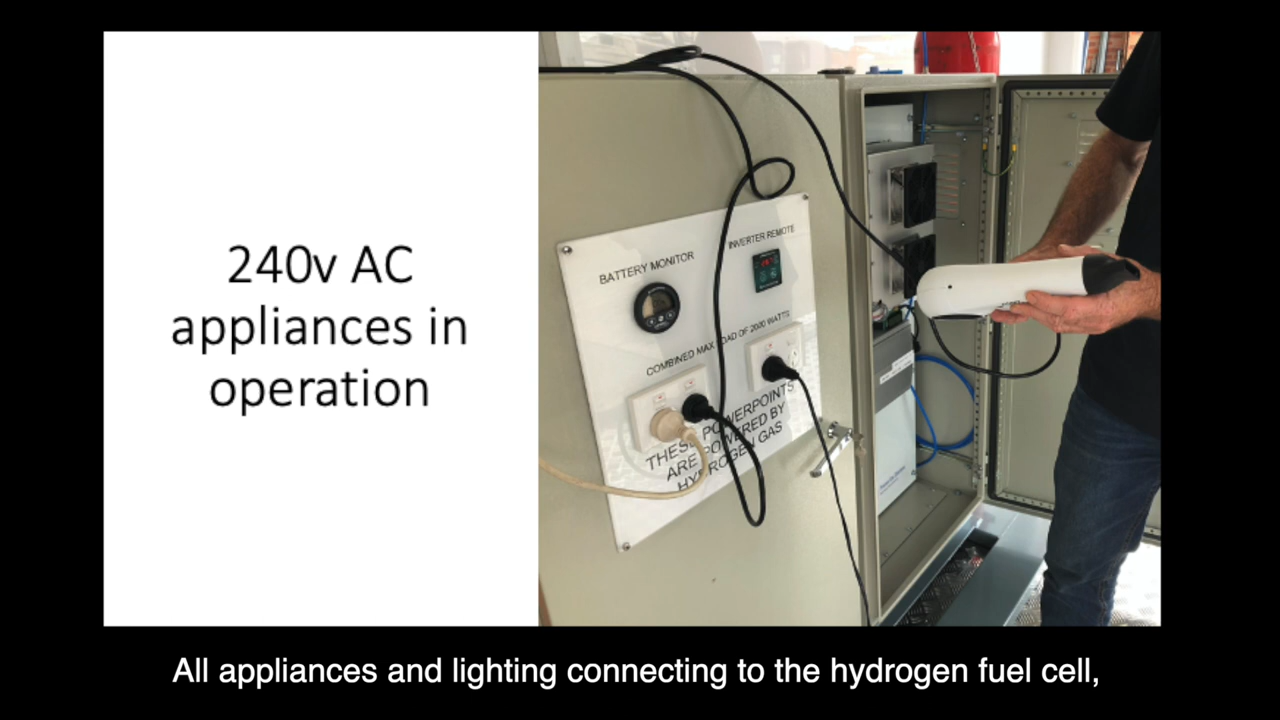 240v AC
appliances in
operation
BATTERY MONITOR
INVERTER REMOTE
COMBINED MAX LOAD OF 2000 WATTS
THESE POWERPOINTS
ARE POWERED BY
HYDROGEN GAS
All appliances and lighting connecting to the hydrogen fuel cell,